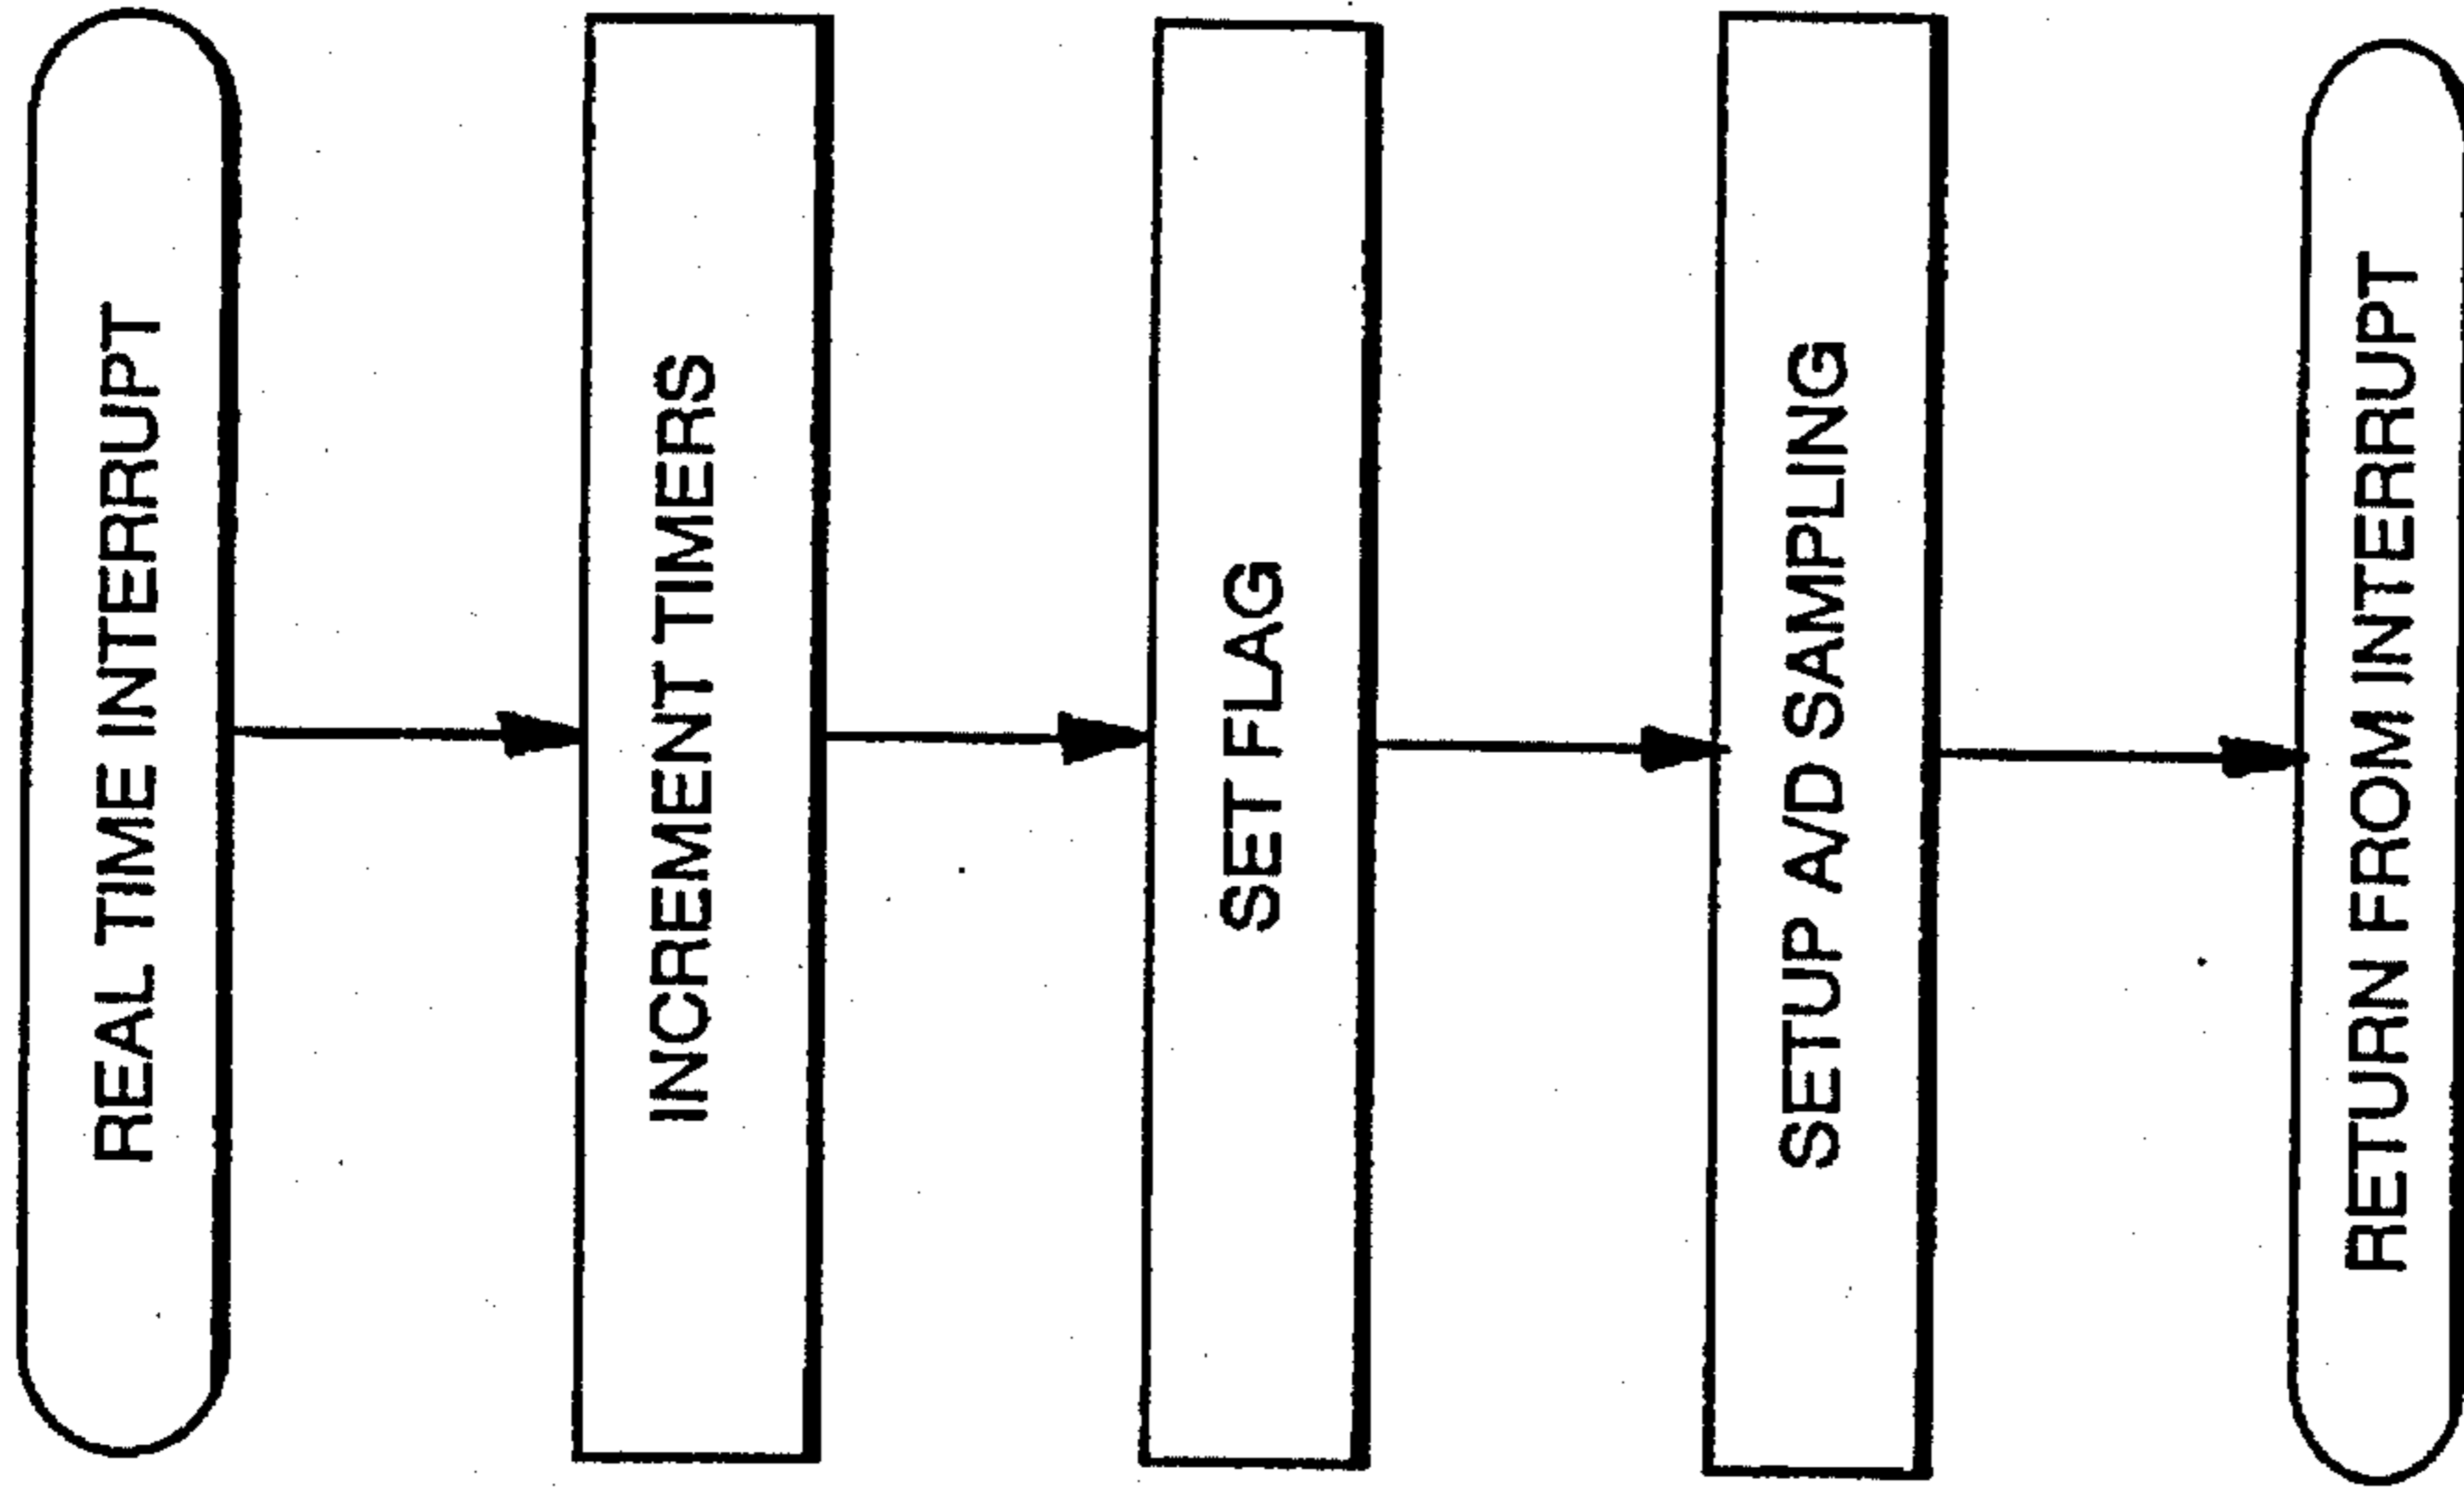 REAL TIME INTERRUPT
INCREMENT TIMERS
SET FLAG
SETUP A/D SAMPLING
RETURN FROM INTERRUPT